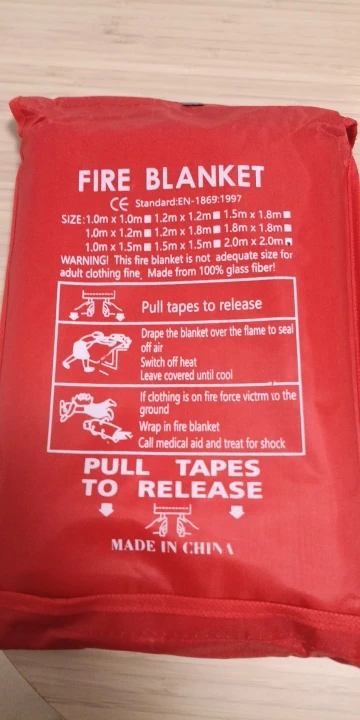 FIRE BLANKET
CE Standard:EN-1869:1997
SIZE:1.0m x 1.0m■ 1.2m x 1.2m■ 1.5m x 1.8m■
1.0m x 1.2m■ 1.2m x 1.8m■ 1.8m x 1.8m■
1.0m x 1.5m■ 1.5m x 1.5m■ 2.0m x 2.0m■
WARNING! This fire blanket is not adequate size for
adult clothing fine. Made from 100% glass fiber!
Pull tapes to release
Drape the blanket over the flame to seal
off air
Switch off heat
Leave covered until cool
If clothing is on fire force victrm to the
ground
Wrap in fire blanket
Call medical aid and treat for shock
PULL TAPES
TO RELEASE
MADE IN CHINA